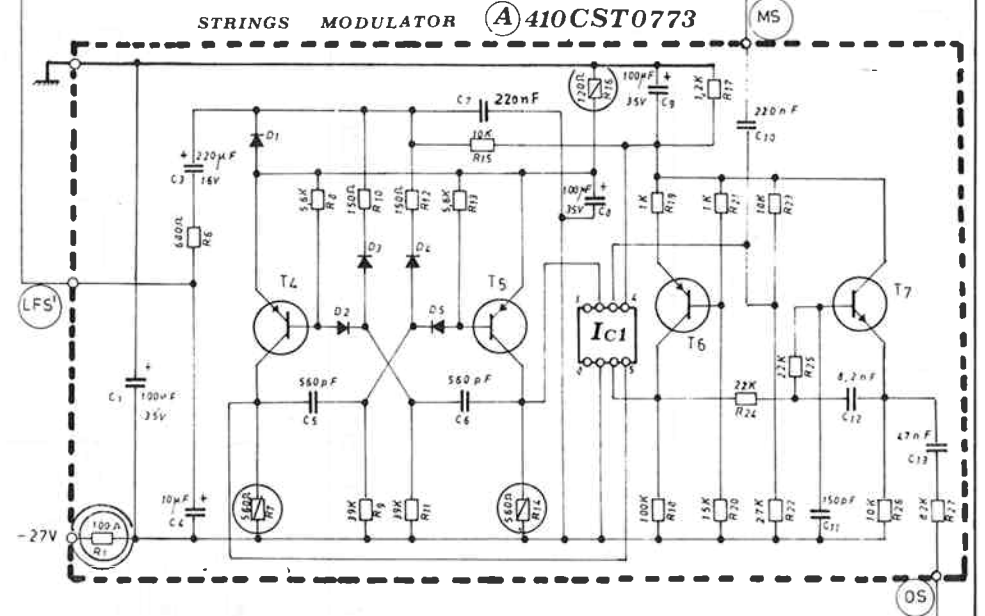 STRINGS MODULATOR A 410CST0773
MS
C7 220nF
120Ω R16
100µF 35V C9
1,2K R17
220nF C10
D1
10K R15
220µF 16V C3
5,6K R8
150Ω R10
150Ω R12
5,6K R13
100µF 35V C8
1K R19
1K R21
10K R23
680Ω R6
D3
D4
LFS'
T4
T5
T6
T7
D2
D5
1
4
IC1
8
5
C1 100µF 35V
560pF C5
560pF C6
22K R24
22K R25
8,2nF C12
47nF C13
10µF C4
560Ω R7
39K R9
39K R11
560Ω R14
100K R18
15K R20
27K R22
150pF C11
10K R26
82K R27
-27V
100Ω R1
OS